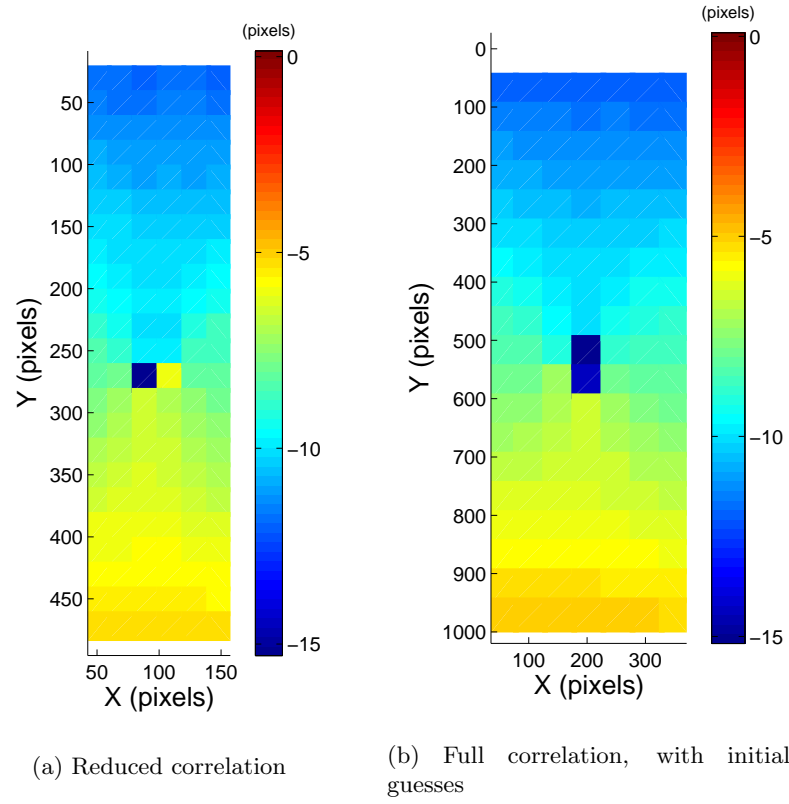 (pixels)
0
−5
−10
−15
50
100
150
200
250
300
350
400
450
Y (pixels)
50 100 150
X (pixels)
(a) Reduced correlation
(pixels)
0
−5
−10
−15
0
100
200
300
400
500
600
700
800
900
1000
Y (pixels)
100 200 300
X (pixels)
(b) Full correlation, with initial
guesses